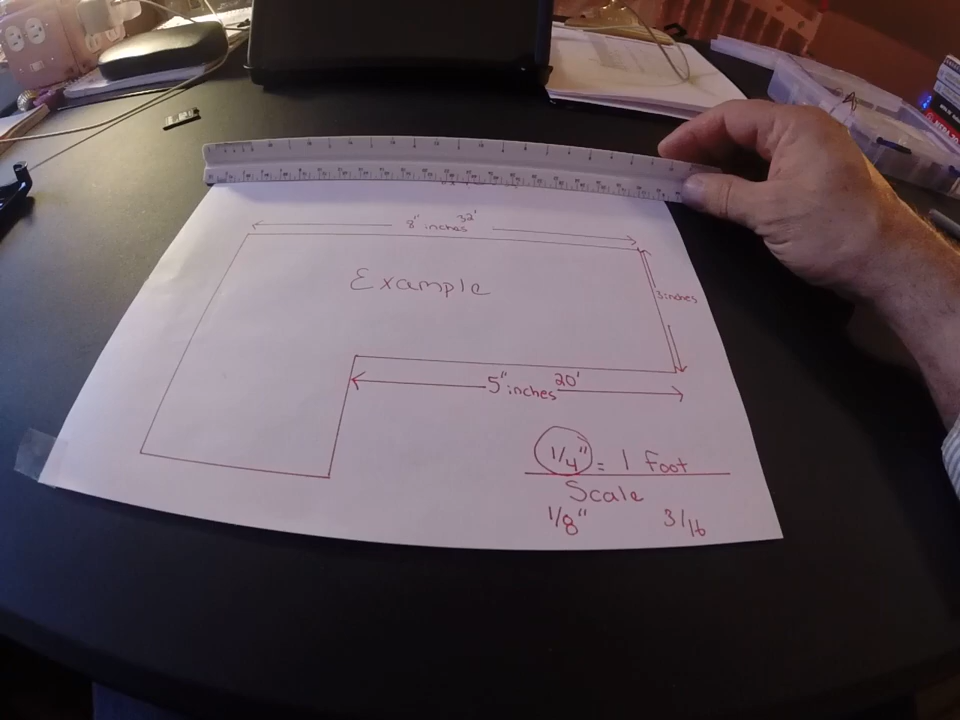 32'
8" inches
Example
3 inches
5" inches 20'
1/4" = 1 Foot
Scale
1/8" 3/16